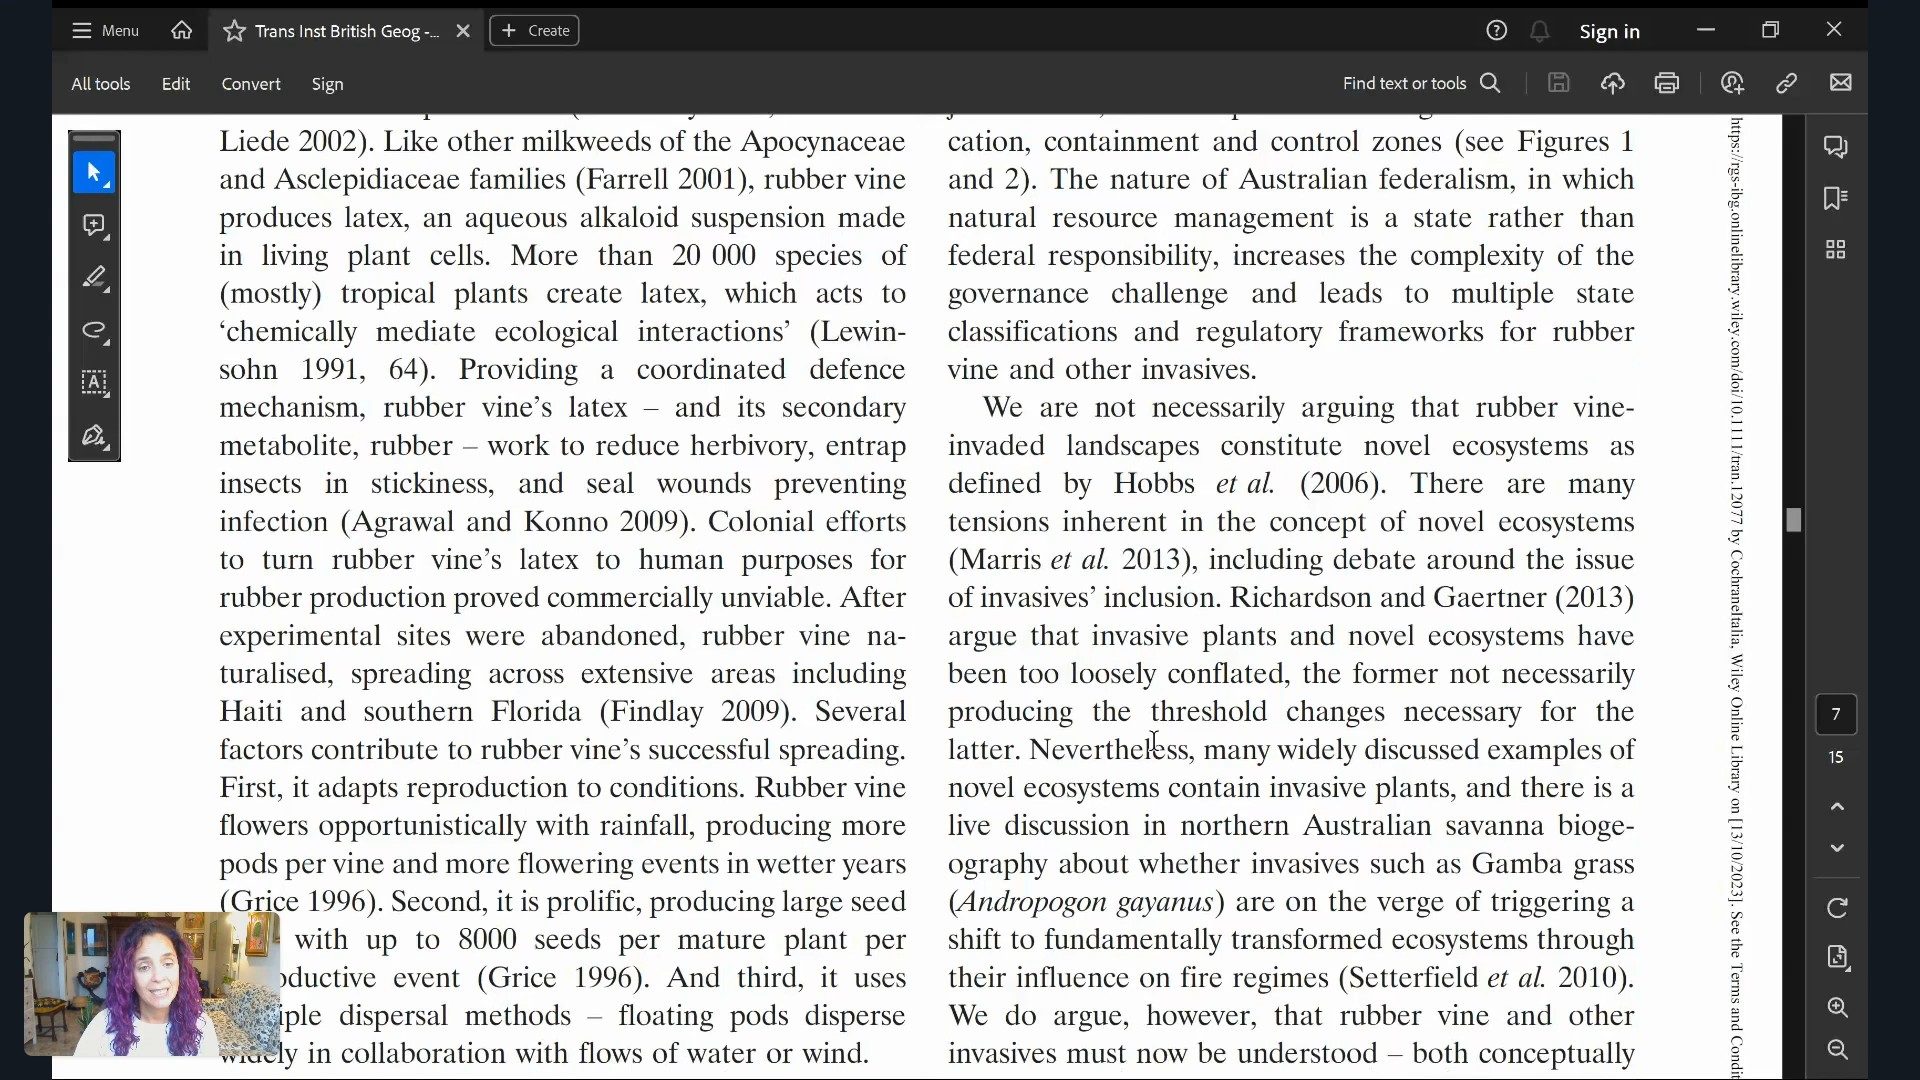 Menu
Trans Inst British Geog -...
Create
Sign in
All tools
Edit
Convert
Sign
Find text or tools
Liede 2002). Like other milkweeds of the Apocynaceae
and Asclepidiaceae families (Farrell 2001), rubber vine
produces latex, an aqueous alkaloid suspension made
in living plant cells. More than 20 000 species of
(mostly) tropical plants create latex, which acts to
‘chemically mediate ecological interactions’ (Lewin-
sohn 1991, 64). Providing a coordinated defence
mechanism, rubber vine’s latex – and its secondary
metabolite, rubber – work to reduce herbivory, entrap
insects in stickiness, and seal wounds preventing
infection (Agrawal and Konno 2009). Colonial efforts
to turn rubber vine’s latex to human purposes for
rubber production proved commercially unviable. After
experimental sites were abandoned, rubber vine na-
turalised, spreading across extensive areas including
Haiti and southern Florida (Findlay 2009). Several
factors contribute to rubber vine’s successful spreading.
First, it adapts reproduction to conditions. Rubber vine
flowers opportunistically with rainfall, producing more
pods per vine and more flowering events in wetter years
(Grice 1996). Second, it is prolific, producing large seed
with up to 8000 seeds per mature plant per
oductive event (Grice 1996). And third, it uses
iple dispersal methods – floating pods disperse
widely in collaboration with flows of water or wind.
cation, containment and control zones (see Figures 1
and 2). The nature of Australian federalism, in which
natural resource management is a state rather than
federal responsibility, increases the complexity of the
governance challenge and leads to multiple state
classifications and regulatory frameworks for rubber
vine and other invasives.
We are not necessarily arguing that rubber vine-
invaded landscapes constitute novel ecosystems as
defined by Hobbs et al. (2006). There are many
tensions inherent in the concept of novel ecosystems
(Marris et al. 2013), including debate around the issue
of invasives’ inclusion. Richardson and Gaertner (2013)
argue that invasive plants and novel ecosystems have
been too loosely conflated, the former not necessarily
producing the threshold changes necessary for the
latter. Nevertheless, many widely discussed examples of
novel ecosystems contain invasive plants, and there is a
live discussion in northern Australian savanna bioge-
ography about whether invasives such as Gamba grass
(Andropogon gayanus) are on the verge of triggering a
shift to fundamentally transformed ecosystems through
their influence on fire regimes (Setterfield et al. 2010).
We do argue, however, that rubber vine and other
invasives must now be understood – both conceptually
https://rgs-ibg.onlinelibrary.wiley.com/doi/10.1111/tran.12077 by CochraneItalia, Wiley Online Library on [13/10/2023]. See the Terms and Condit
7
15